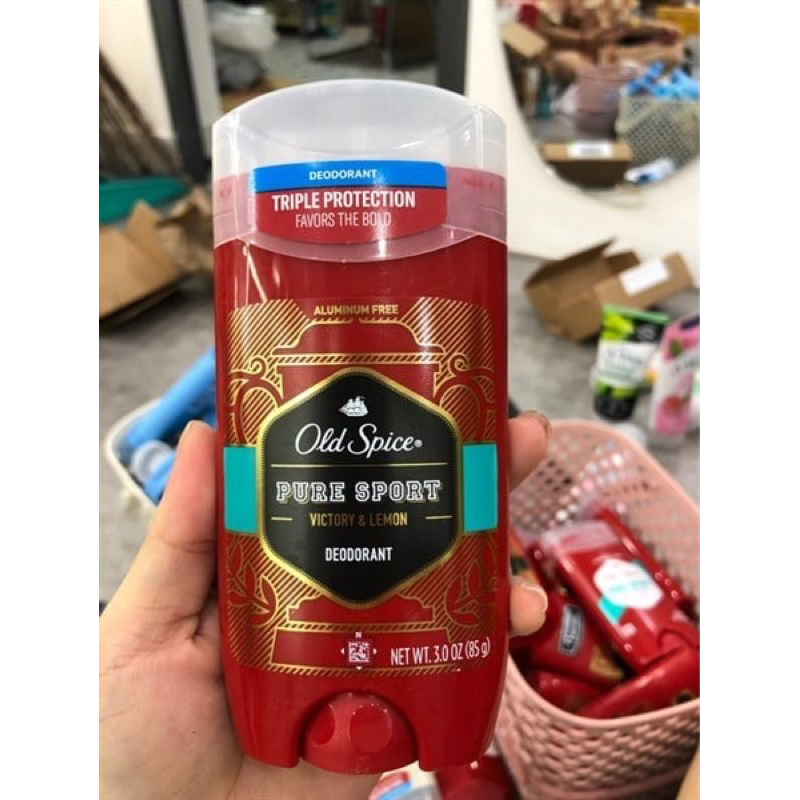 DEODORANT
TRIPLE PROTECTION
FAVORS THE BOLD
ALUMINUM FREE
Old Spice®
PURE SPORT
VICTORY & LEMON
DEODORANT
N
NET WT. 3.0 OZ (85 g)